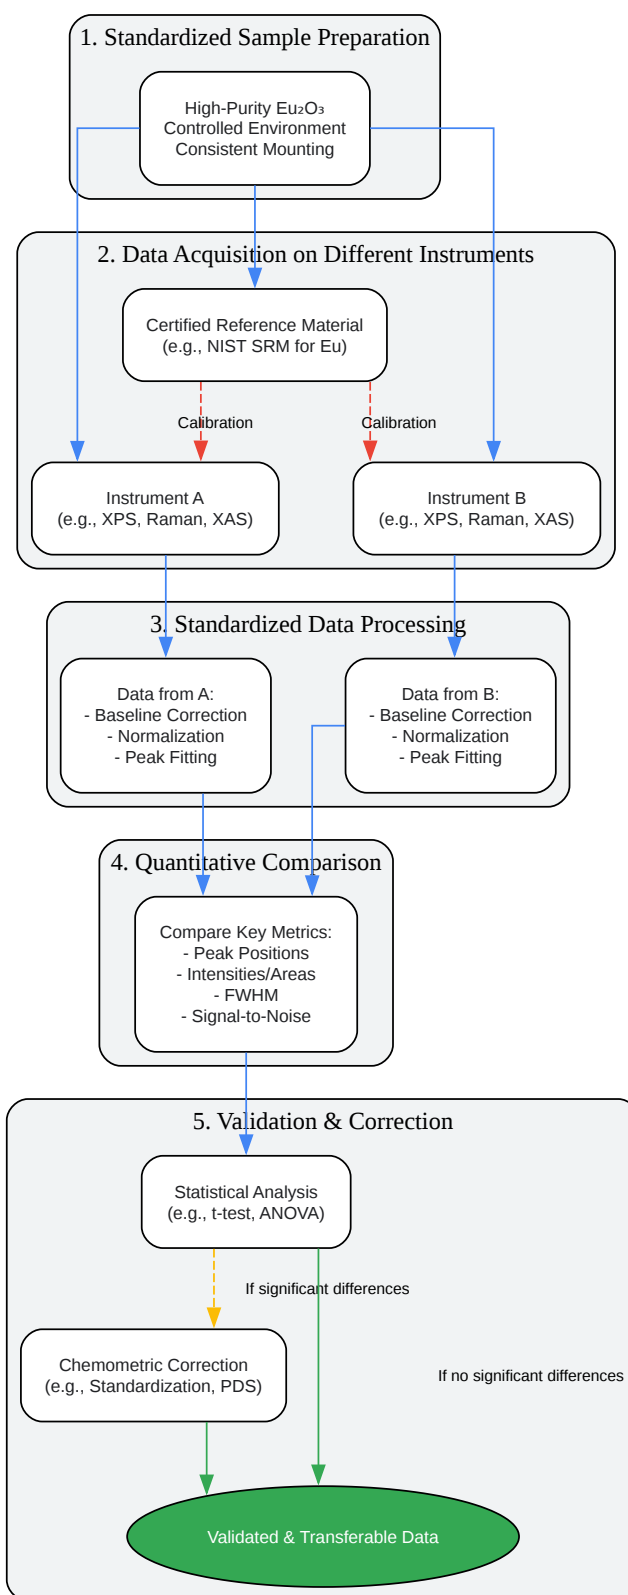 1. Standardized Sample Preparation
High-Purity Eu₂O₃
Controlled Environment
Consistent Mounting
2. Data Acquisition on Different Instruments
Certified Reference Material
(e.g., NIST SRM for Eu)
Calibration
Calibration
Instrument A
(e.g., XPS, Raman, XAS)
Instrument B
(e.g., XPS, Raman, XAS)
3. Standardized Data Processing
Data from A:
- Baseline Correction
- Normalization
- Peak Fitting
Data from B:
- Baseline Correction
- Normalization
- Peak Fitting
4. Quantitative Comparison
Compare Key Metrics:
- Peak Positions
- Intensities/Areas
- FWHM
- Signal-to-Noise
5. Validation & Correction
Statistical Analysis
(e.g., t-test, ANOVA)
If significant differences
Chemometric Correction
(e.g., Standardization, PDS)
If no significant differences
Validated & Transferable Data